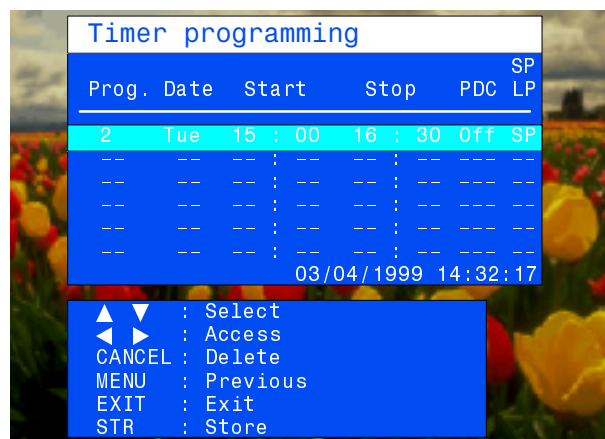 Timer programming
SP
Prog. Date Start Stop PDC LP
2 Tue 15 : 00 16 : 30 Off SP
-- -- -- : -- -- : -- --- --
-- -- -- : -- -- : -- --- --
-- -- -- : -- -- : -- --- --
-- -- -- : -- -- : -- --- --
-- -- -- : -- -- : -- --- --
03/04/1999 14:32:17
▲ ▼ : Select
◀ ▶ : Access
CANCEL : Delete
MENU : Previous
EXIT : Exit
STR : Store